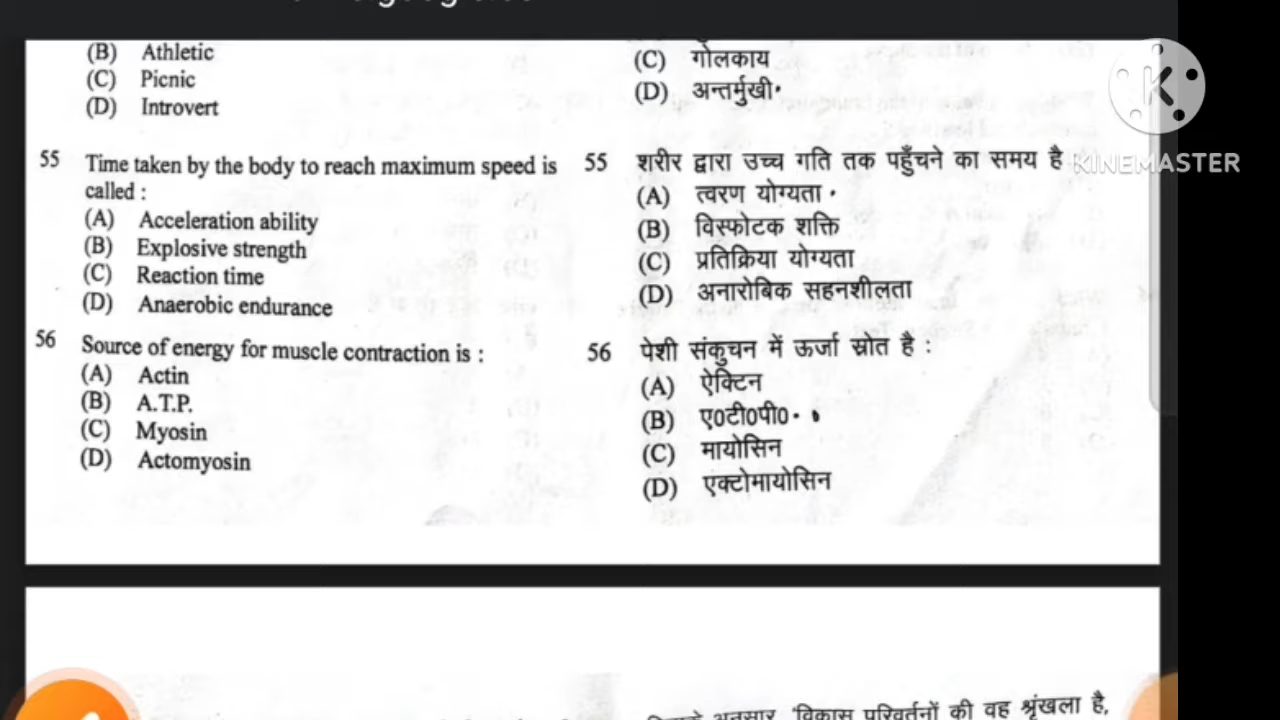 (B) Athletic
(C) Picnic
(D) Introvert
55 Time taken by the body to reach maximum speed is
called :
(A) Acceleration ability
(B) Explosive strength
(C) Reaction time
(D) Anaerobic endurance
56 Source of energy for muscle contraction is :
(A) Actin
(B) A.T.P.
(C) Myosin
(D) Actomyosin
(C) गोलकाय
(D) अन्तर्मुखी
55 शरीर द्वारा उच्च गति तक पहुँचने का समय है
(A) त्वरण योग्यता
(B) विस्फोटक शक्ति
(C) प्रतिक्रिया योग्यता
(D) अनारोबिक सहनशीलता
56 पेशी संकुचन में ऊर्जा स्रोत है :
(A) ऐक्टिन
(B) ए0टी0पी0
(C) मायोसिन
(D) एक्टोमायोसिन
अनुसार 'विकास परिवर्तनों की वह श्रृंखला है,
K
KINEMASTER